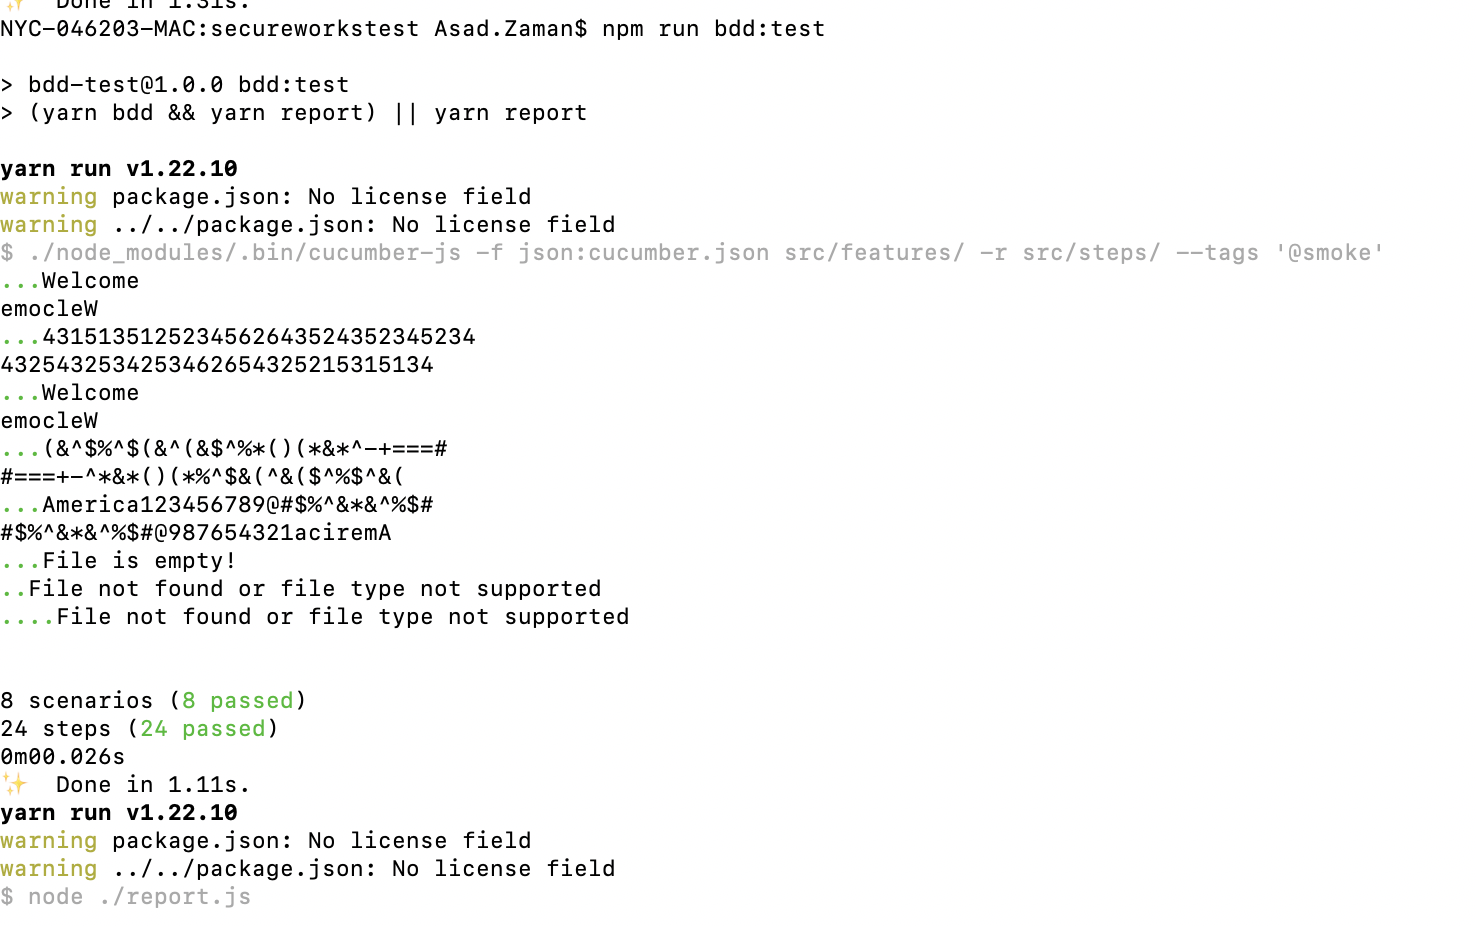 ✨  Done in 1.31s.
NYC-046203-MAC:secureworkstest Asad.Zaman$ npm run bdd:test
> bdd-test@1.0.0 bdd:test
> (yarn bdd && yarn report) || yarn report
yarn run v1.22.10
warning package.json: No license field
warning ../../package.json: No license field
$ ./node_modules/.bin/cucumber-js -f json:cucumber.json src/features/ -r src/steps/ --tags '@smoke'
...Welcome
emocleW
...4315135125234562643524352345234
4325432534253462654325215315134
...Welcome
emocleW
...(&^$%^$(&^(&$^%*()(*&*^-+===#
#===+-^*&*()(*%^$&(^&($^%$^&(
...America123456789@#$%^&*&^%$#
#$%^&*&^%$#@987654321aciremA
...File is empty!
..File not found or file type not supported
....File not found or file type not supported
8 scenarios (8 passed)
24 steps (24 passed)
0m00.026s
✨  Done in 1.11s.
yarn run v1.22.10
warning package.json: No license field
warning ../../package.json: No license field
$ node ./report.js